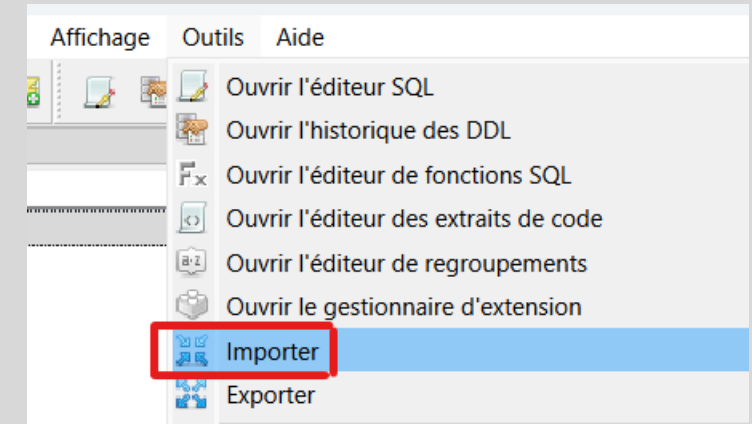 Affichage Outils Aide
Ouvrir l'éditeur SQL
Ouvrir l'historique des DDL
Fx Ouvrir l'éditeur de fonctions SQL
Ouvrir l'éditeur des extraits de code
a-z Ouvrir l'éditeur de regroupements
Ouvrir le gestionnaire d'extension
Importer
Exporter